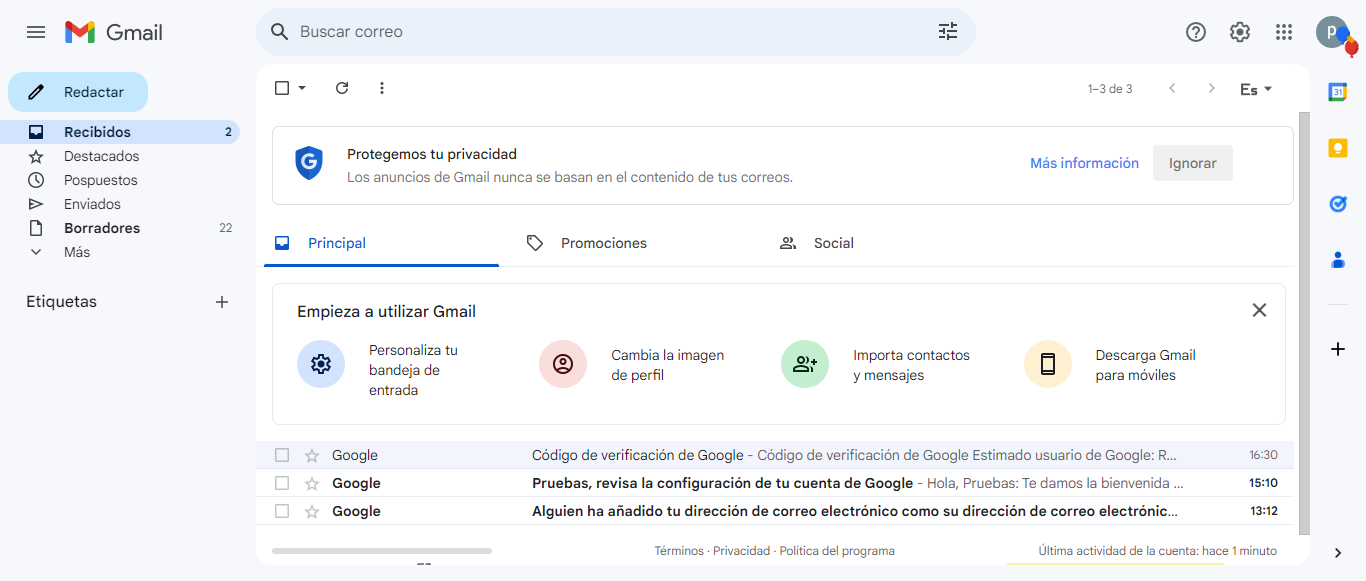 Gmail
Buscar correo
P
Redactar
Recibidos 2
Destacados
Pospuestos
Enviados
Borradores 22
Más
Etiquetas
1–3 de 3
Es
Protegemos tu privacidad
Los anuncios de Gmail nunca se basan en el contenido de tus correos.
Más información
Ignorar
Principal
Promociones
Social
Empieza a utilizar Gmail
Personaliza tu
bandeja de
entrada
Cambia la imagen
de perfil
Importa contactos
y mensajes
Descarga Gmail
para móviles
Google Código de verificación de Google - Código de verificación de Google Estimado usuario de Google: R... 16:30
Google Pruebas, revisa la configuración de tu cuenta de Google - Hola, Pruebas: Te damos la bienvenida ... 15:10
Google Alguien ha añadido tu dirección de correo electrónico como su dirección de correo electrónic... 13:12
Términos · Privacidad · Política del programa
Última actividad de la cuenta: hace 1 minuto
31